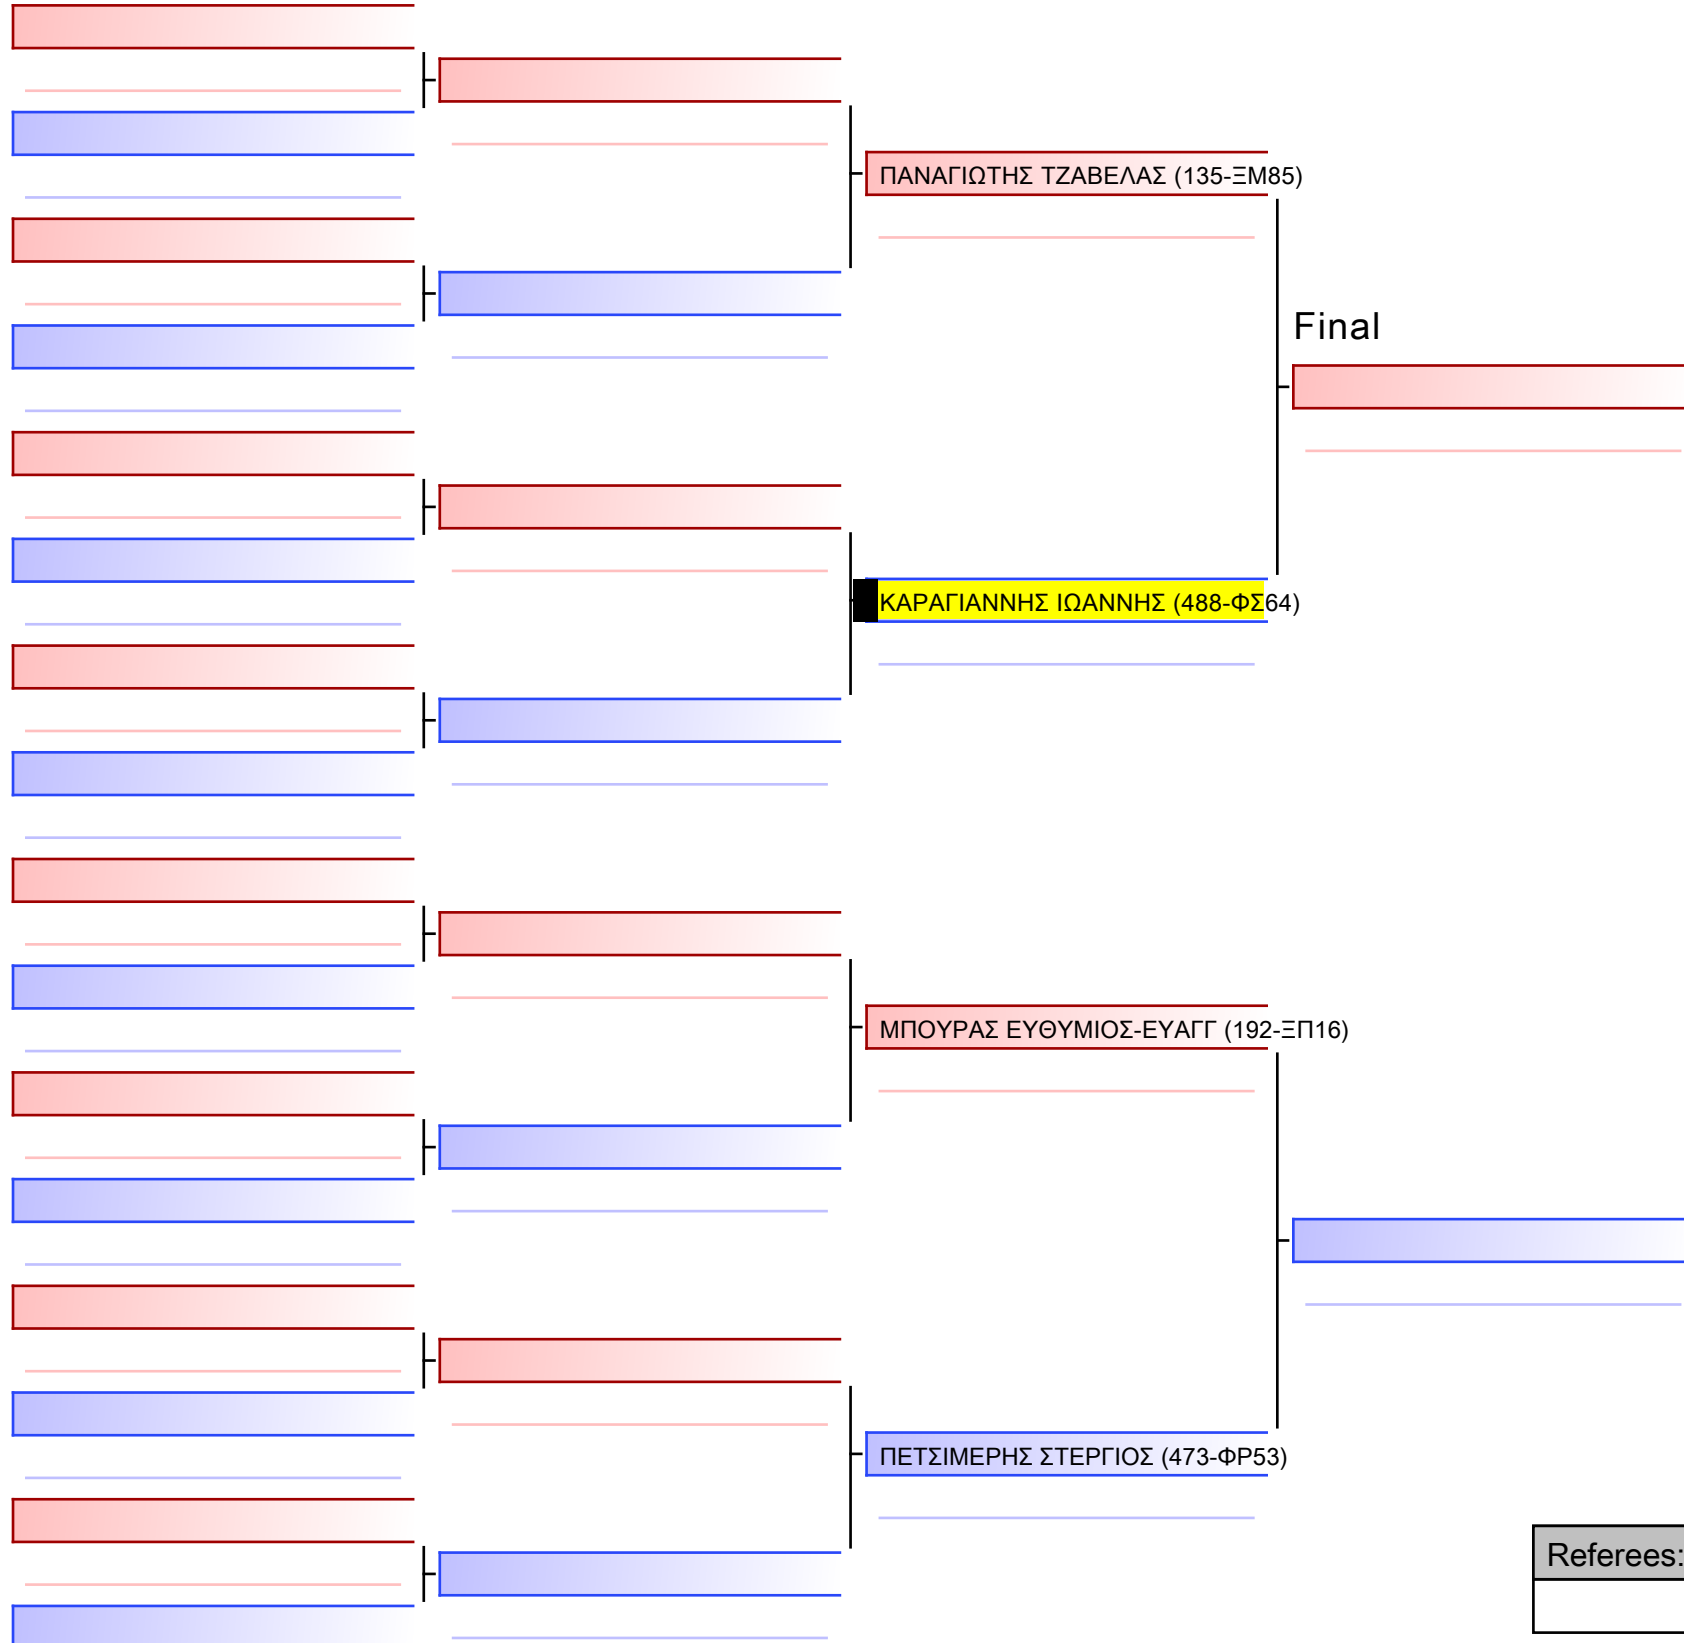 ΠΑΝΑΓΙΩΤΗΣ ΤΖΑΒΕΛΑΣ (135-ΞΜ85)
Final
ΚΑΡΑΓΙΑΝΝΗΣ ΙΩΑΝΝΗΣ (488-ΦΣ64)
ΜΠΟΥΡΑΣ ΕΥΘΥΜΙΟΣ-ΕΥΑΓΓ (192-ΞΠ16)
ΠΕΤΣΙΜΕΡΗΣ ΣΤΕΡΓΙΟΣ (473-ΦΡ53)
Referees: